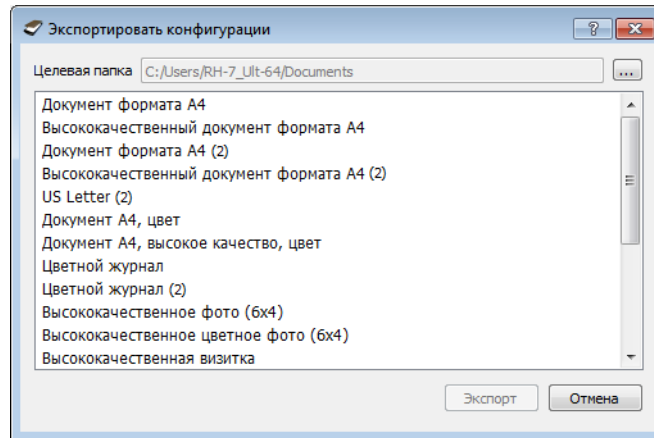 Экспортировать конфигурации
Целевая папка C:/Users/RH-7_Ult-64/Documents ...
Документ формата A4
Высококачественный документ формата A4
Документ формата A4 (2)
Высококачественный документ формата A4 (2)
US Letter (2)
Документ A4, цвет
Документ A4, высокое качество, цвет
Цветной журнал
Цветной журнал (2)
Высококачественное фото (6x4)
Высококачественное цветное фото (6x4)
Высококачественная визитка
Экспорт Отмена